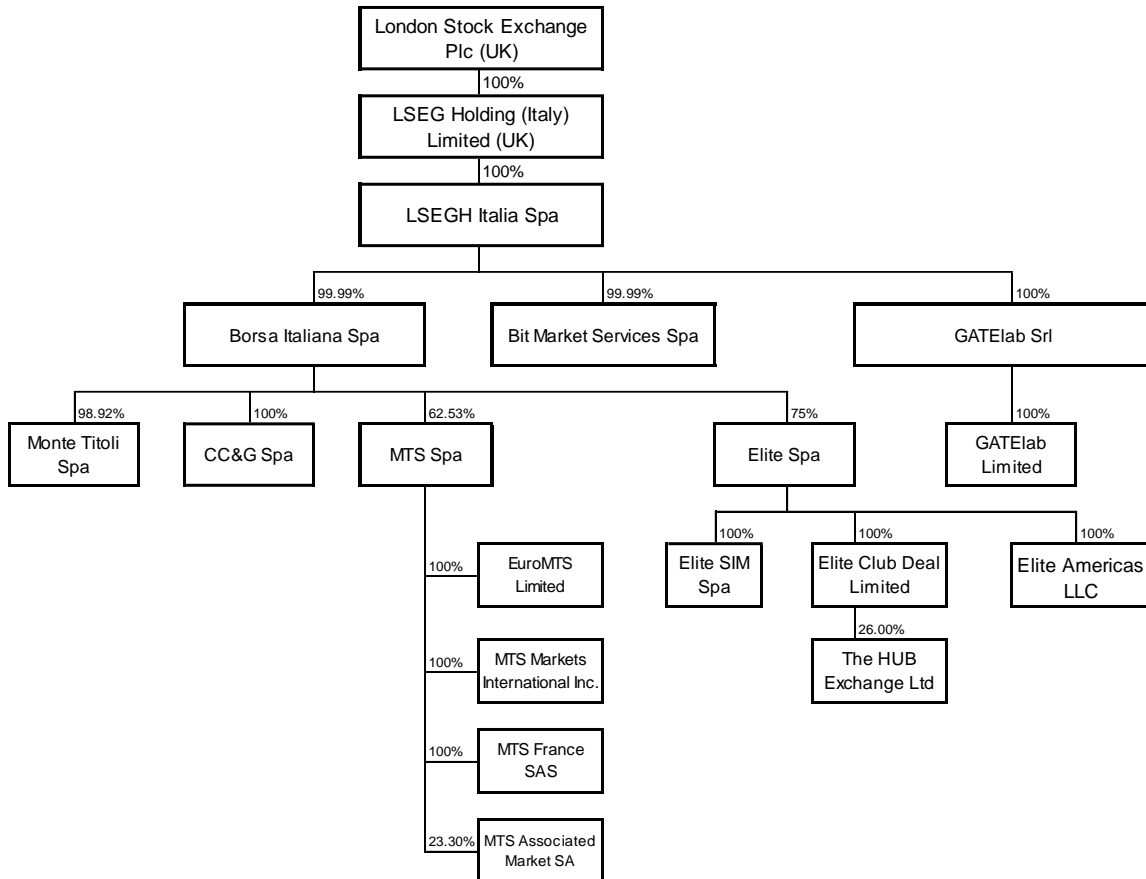 London Stock Exchange
Plc (UK)
100%
LSEG Holding (Italy)
Limited (UK)
100%
LSEGH Italia Spa
99.99%
99.99%
100%
Borsa Italiana Spa
Bit Market Services Spa
GATElab Srl
98.92%
100%
62.53%
75%
100%
Monte Titoli
Spa
CC&G Spa
MTS Spa
Elite Spa
GATElab
Limited
100%
100%
100%
100%
EuroMTS
Limited
Elite SIM
Spa
Elite Club Deal
Limited
Elite Americas
LLC
26.00%
100%
MTS Markets
International Inc.
The HUB
Exchange Ltd
100%
MTS France
SAS
23.30%
MTS Associated
Market SA